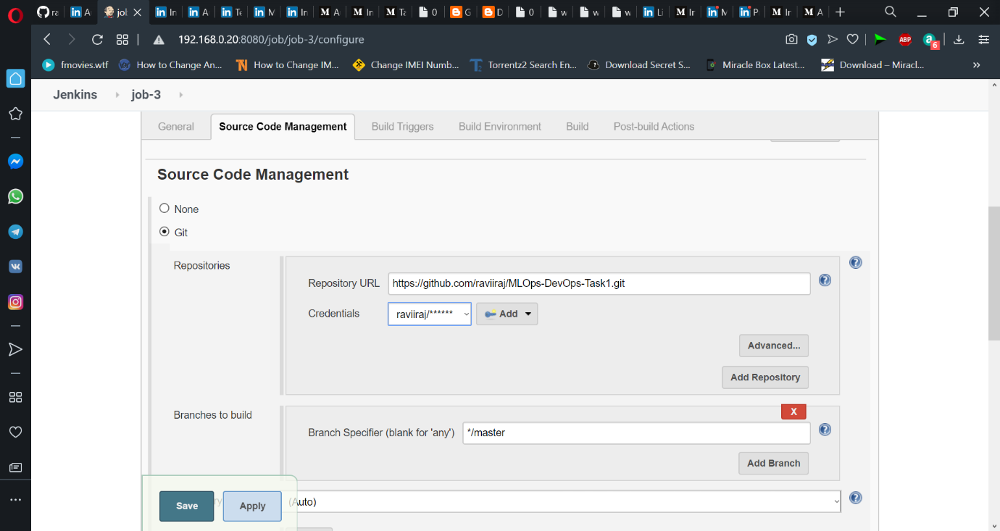 ra
A
jol
In
A
Te
M
In
A
In
Ta
0
G
D
0
w
w
w
Li
Ir
M
P
Ir
A
192.168.0.20:8080/job/job-3/configure
ABP
a
6
fmovies.wtf
How to Change An...
How to Change IM...
Change IMEI Numb...
Torrentz2 Search En...
Download Secret S...
Miracle Box Latest...
Download – Miracl...
Jenkins
job-3
General
Source Code Management
Build Triggers
Build Environment
Build
Post-build Actions
Source Code Management
None
Git
Repositories
Repository URL
https://github.com/raviiraj/MLOps-DevOps-Task1.git
Credentials
raviiraj/******
Add
Advanced...
Add Repository
Branches to build
X
Branch Specifier (blank for 'any')
*/master
Add Branch
Save
Apply
(Auto)